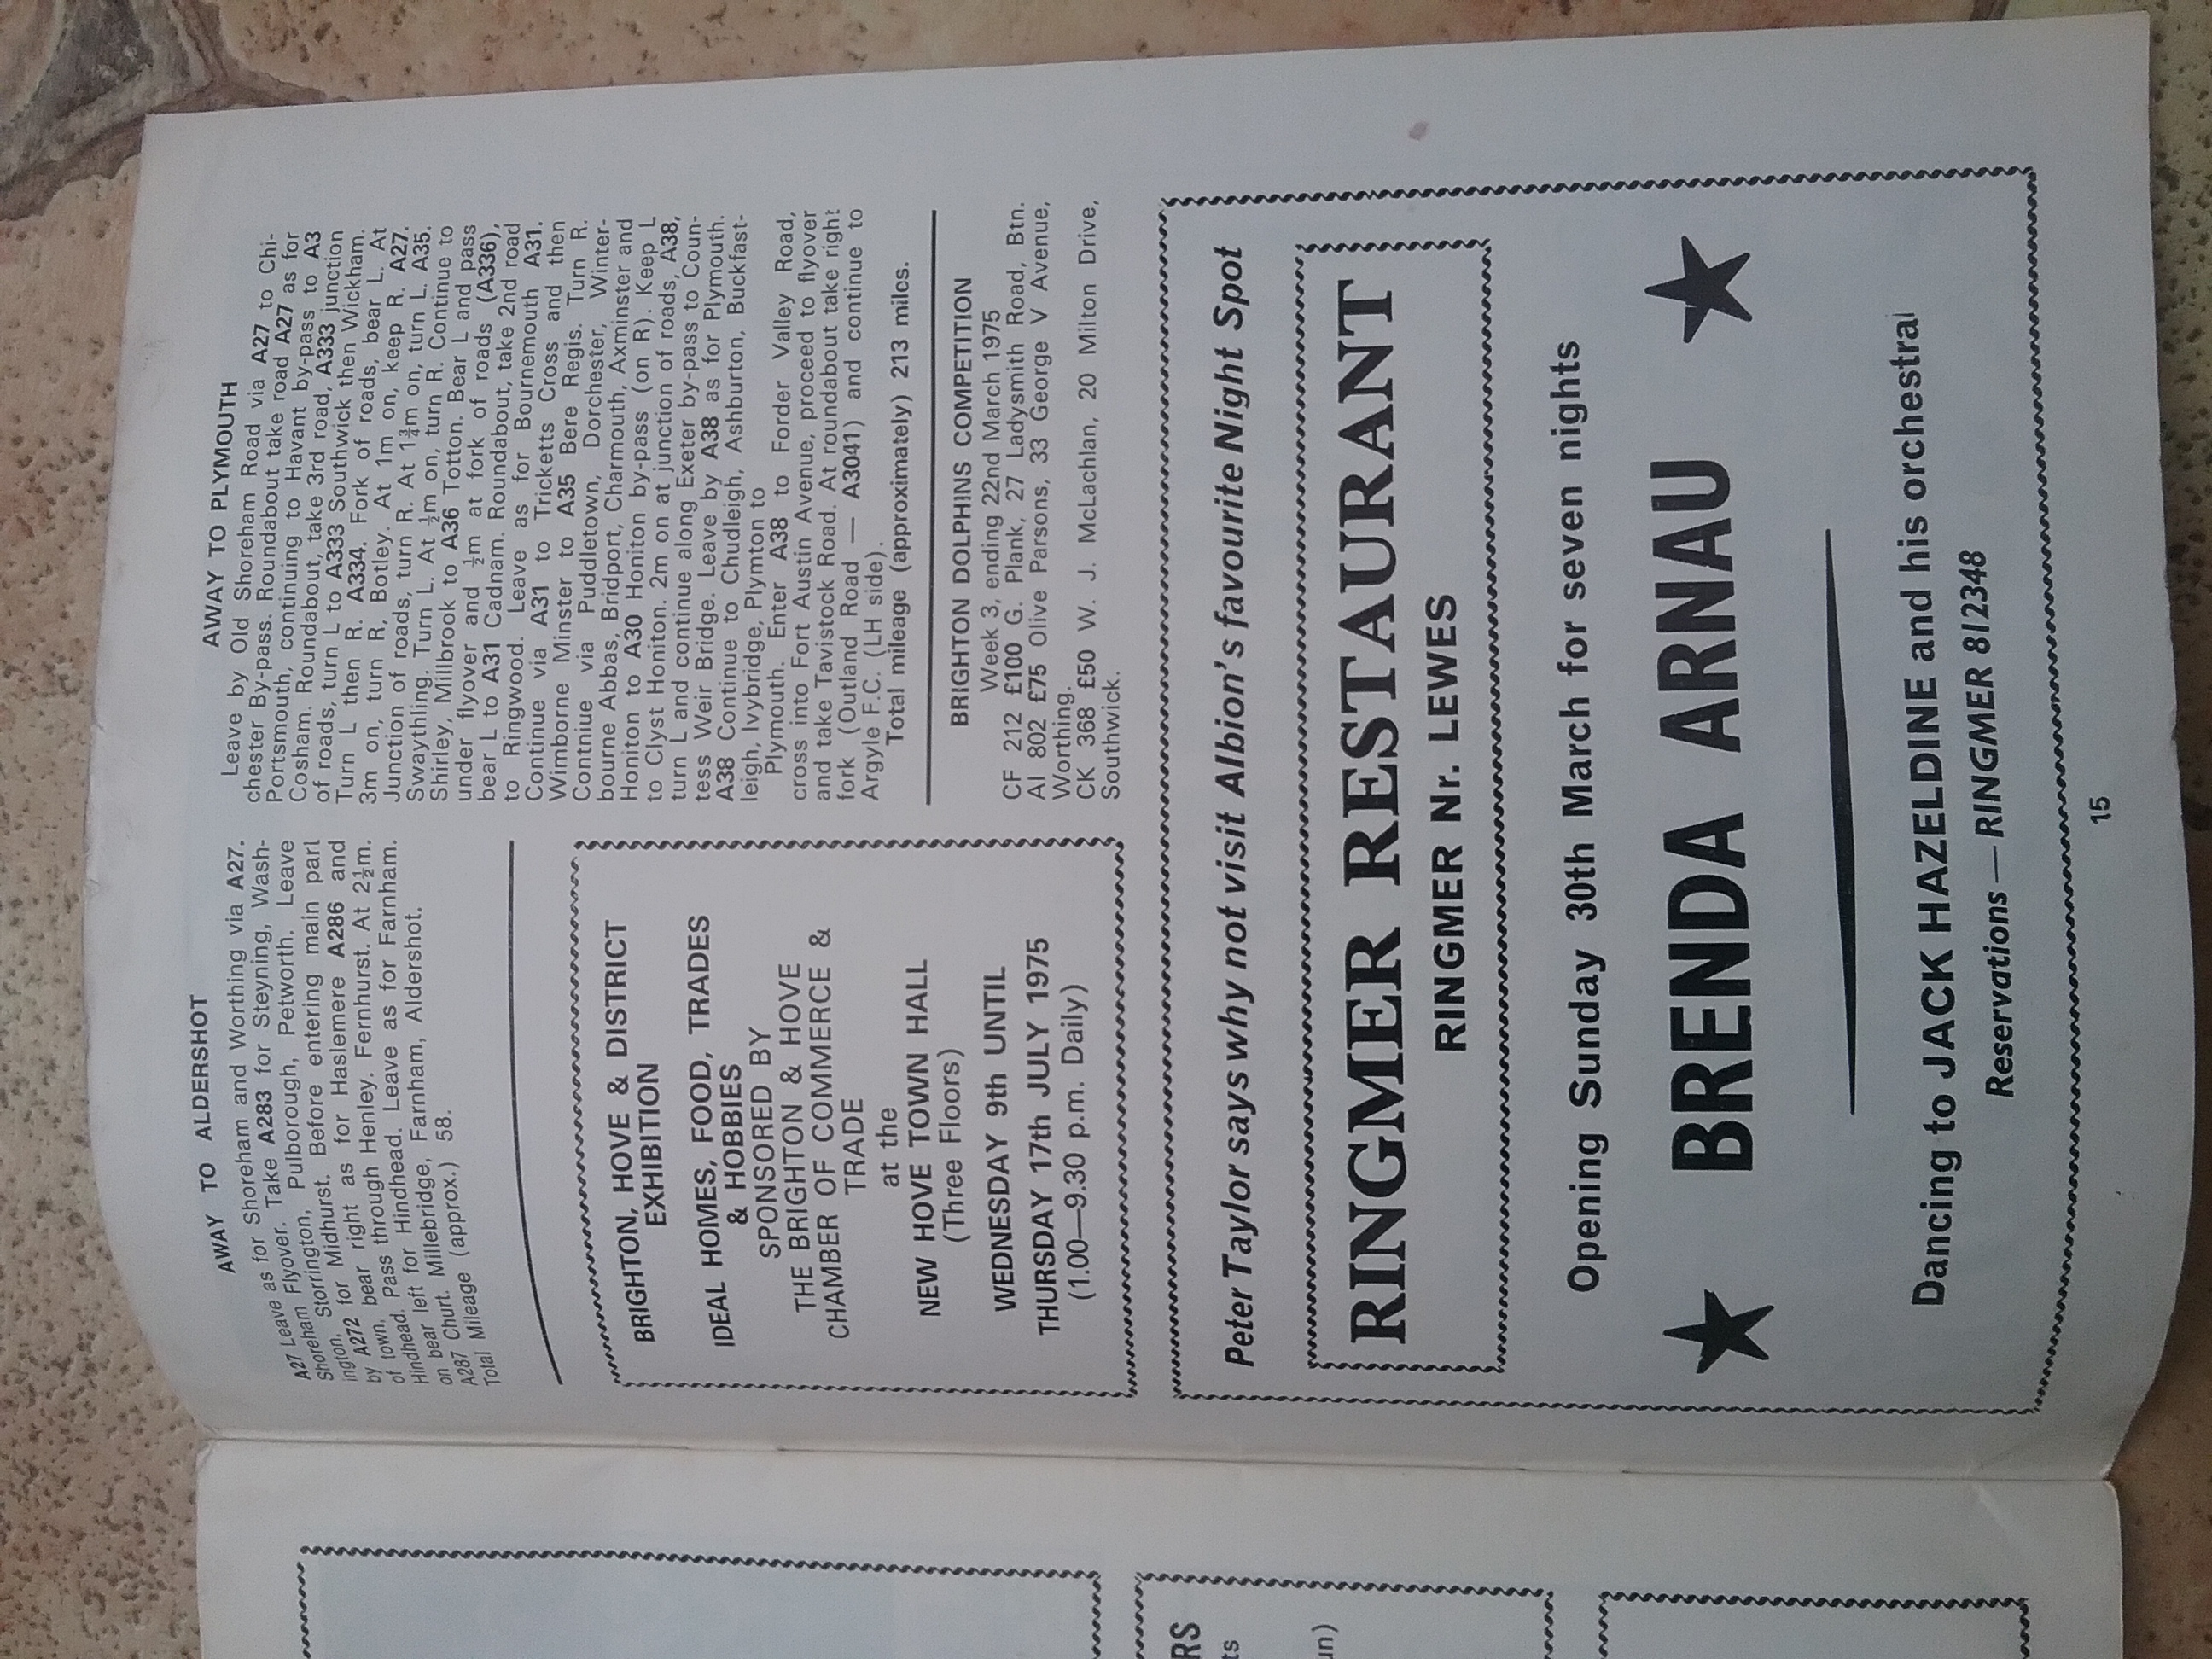 AWAY TO ALDERSHOT
A27 Leave as for Shoreham and Worthing via A27.
Shoreham Flyover. Take A283 for Steyning, Wash-
ington, Storrington, Pulborough, Petworth. Leave
by A272 for Midhurst. Before entering main parl
of town, bear right as for Haslemere A286 and
Hindhead. Pass through Henley. Fernhurst. At 2½m.
on bear left for Hindhead. Leave as for Farnham.
A287 Churt. Millebridge, Farnham, Aldershot.
Total Mileage (approx.) 58.
BRIGHTON, HOVE & DISTRICT
EXHIBITION
IDEAL HOMES, FOOD, TRADES
& HOBBIES
SPONSORED BY
THE BRIGHTON & HOVE
CHAMBER OF COMMERCE &
TRADE
at the
NEW HOVE TOWN HALL
(Three Floors)
WEDNESDAY 9th UNTIL
THURSDAY 17th JULY 1975
(1.00—9.30 p.m. Daily)
AWAY TO PLYMOUTH
Leave by Old Shoreham Road via A27 to Chi-
chester By-pass. Roundabout take road A27 as for
Portsmouth, continuing to Havant by-pass to A3
Cosham. Roundabout, take 3rd road, A333 junction
of roads, turn L to A333 Southwick then Wickham.
Turn L then R. A334. Fork of roads, bear L. At
3m on, turn R, Botley. At 1m on, keep R. A27.
Junction of roads, turn R. At 1¾m on, turn L. A35.
Swaythling. Turn L. At ½m on, turn R. Continue to
Shirley, Millbrook to A36 Totton. Bear L and pass
under flyover and ½m at fork of roads (A336),
bear L to A31 Cadnam. Roundabout, take 2nd road
to Ringwood. Leave as for Bournemouth A31.
Continue via A31 to Tricketts Cross and then
Wimborne Minster to A35 Bere Regis. Turn R.
Contniue via Puddletown, Dorchester, Winter-
bourne Abbas, Bridport, Charmouth, Axminster and
Honiton to A30 Honiton by-pass (on R). Keep L
to Clyst Honiton. 2m on at junction of roads, A38,
turn L and continue along Exeter by-pass to Coun-
tess Weir Bridge. Leave by A38 as for Plymouth.
A38 Continue to Chudleigh, Ashburton, Buckfast-
leigh, Ivybridge, Plymton to
Plymouth. Enter A38 to Forder Valley Road,
cross into Fort Austin Avenue, proceed to flyover
and take Tavistock Road. At roundabout take right
fork (Outland Road — A3041) and continue to
Argyle F.C. (LH side).
Total mileage (approximately) 213 miles.
BRIGHTON DOLPHINS COMPETITION
Week 3, ending 22nd March 1975
CF 212 £100 G. Plank, 27 Ladysmith Road, Btn.
AI 802 £75 Olive Parsons, 33 George V Avenue,
Worthing.
CK 368 £50 W. J. McLachlan, 20 Milton Drive,
Southwick.
Peter Taylor says why not visit Albion's favourite Night Spot
RINGMER RESTAURANT
RINGMER Nr. LEWES
Opening Sunday 30th March for seven nights
★ BRENDA ARNAU ★
Dancing to JACK HAZELDINE and his orchestral
Reservations — RINGMER 812348
15
RS
ts
un)